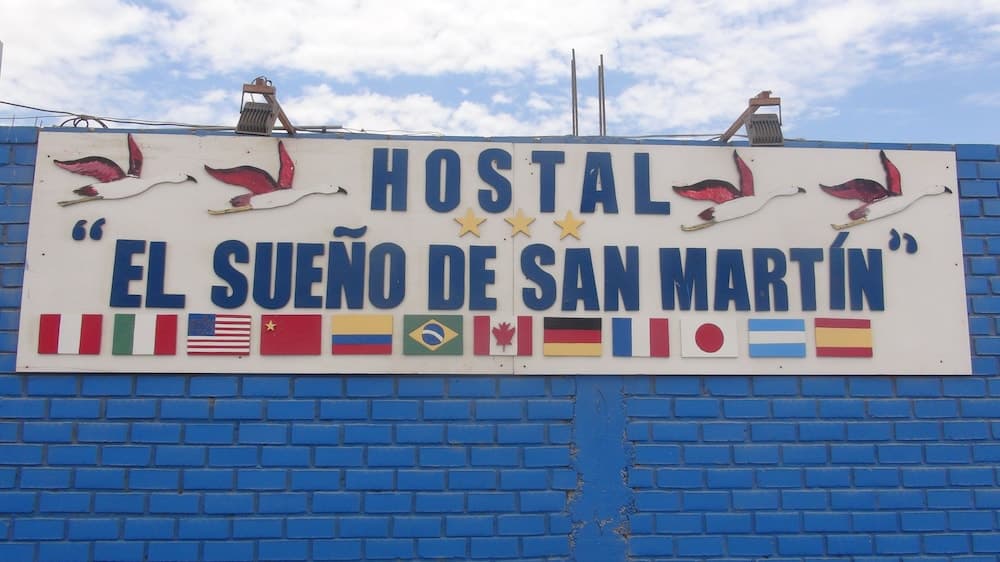 HOSTAL
“EL SUEÑO DE SAN MARTÍN”